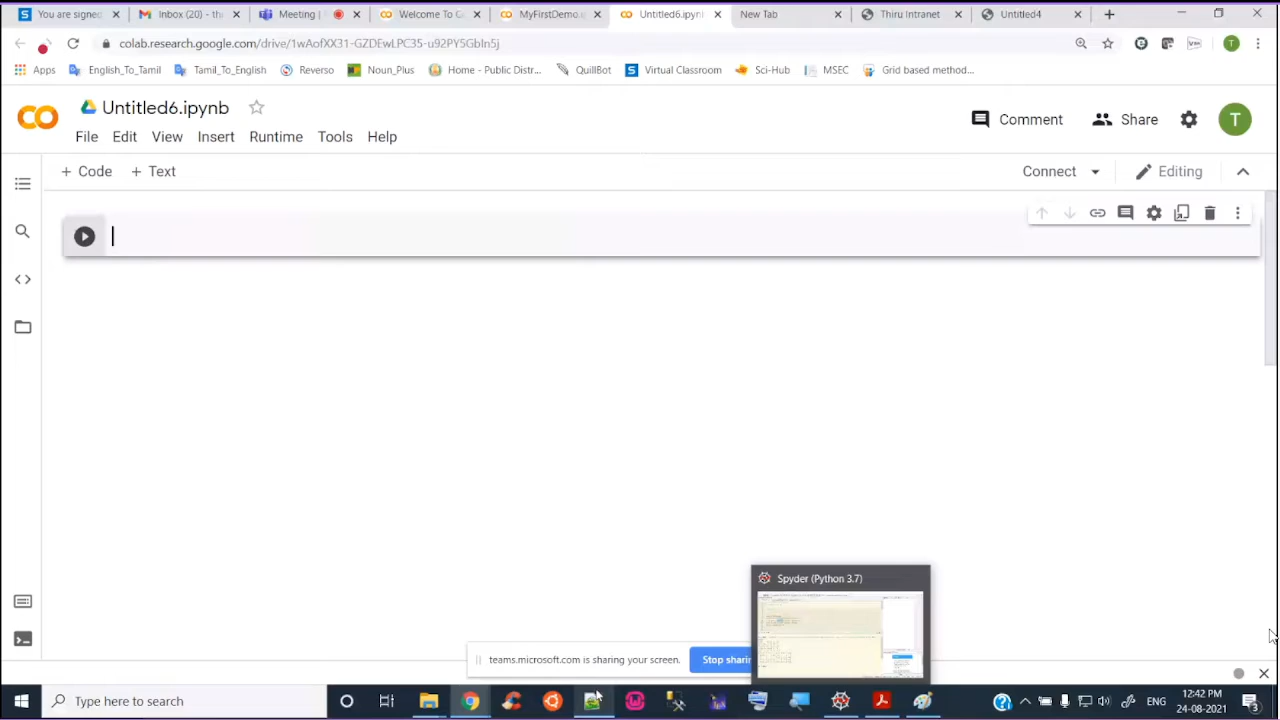 You are signed
Inbox (20) - th
Meeting |
Welcome To G
MyFirstDemo.
Untitled6.ipyn
New Tab
Thiru Intranet
Untitled4
colab.research.google.com/drive/1wAofXX31-GZDEwLPC35-u92PY5GbIn5j
T
Apps
English_To_Tamil
Tamil_To_English
Reverso
Noun_Plus
Home - Public Distr...
QuillBot
Virtual Classroom
Sci-Hub
MSEC
Grid based method...
Untitled6.ipynb
File Edit View Insert Runtime Tools Help
Comment
Share
T
+ Code + Text
Connect
Editing
Spyder (Python 3.7)
teams.microsoft.com is sharing your screen.
Stop sharin
Type here to search
ENG
12:42 PM
24-08-2021
3